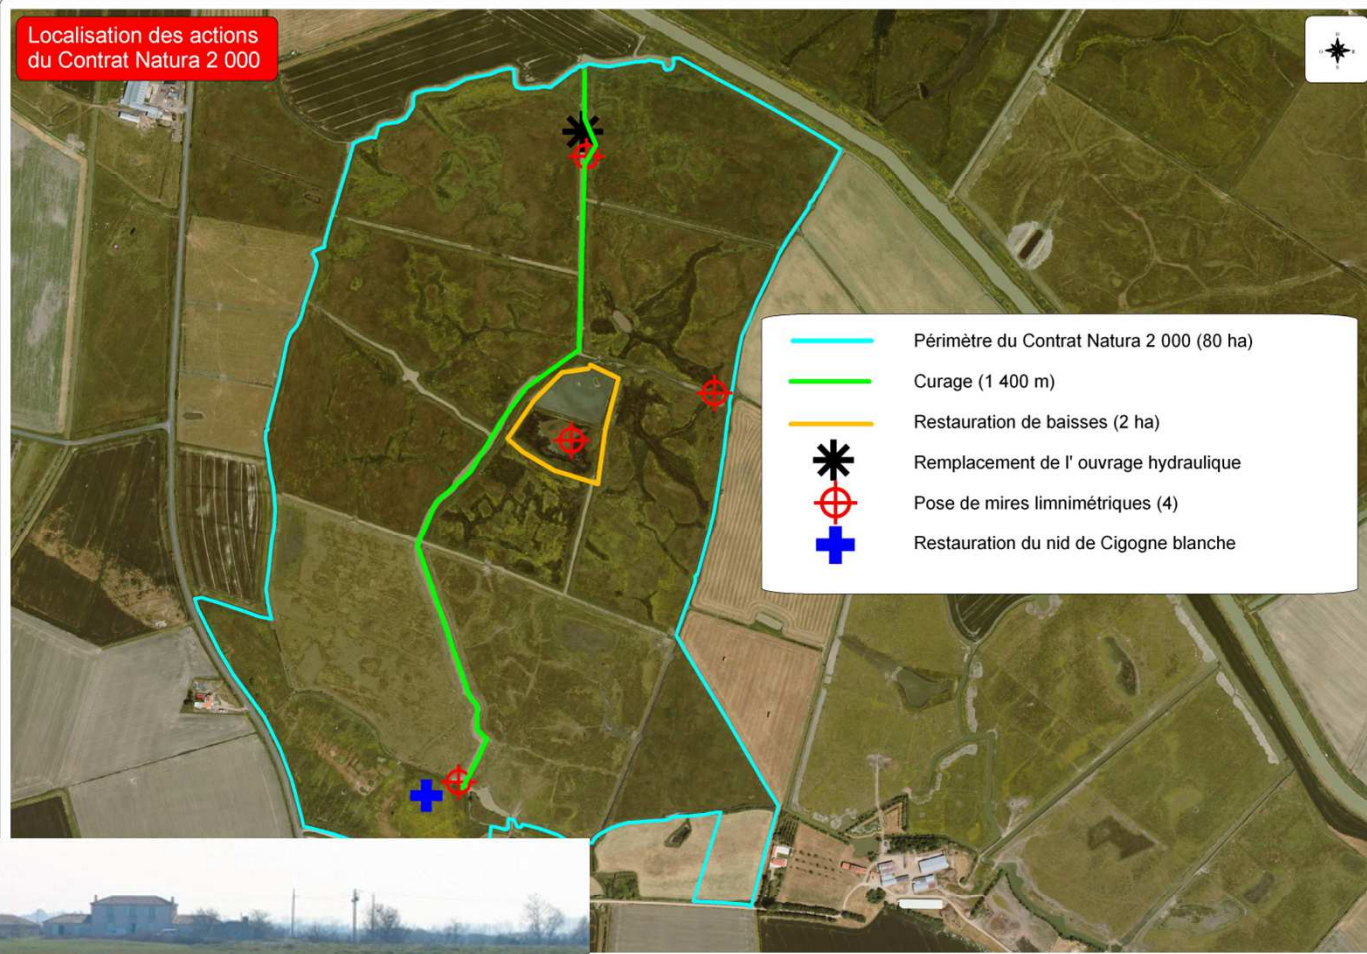 Localisation des actions
du Contrat Natura 2 000
Périmètre du Contrat Natura 2 000 (80 ha)
Curage (1 400 m)
Restauration de baisses (2 ha)
Remplacement de l' ouvrage hydraulique
Pose de mires limnimétriques (4)
Restauration du nid de Cigogne blanche